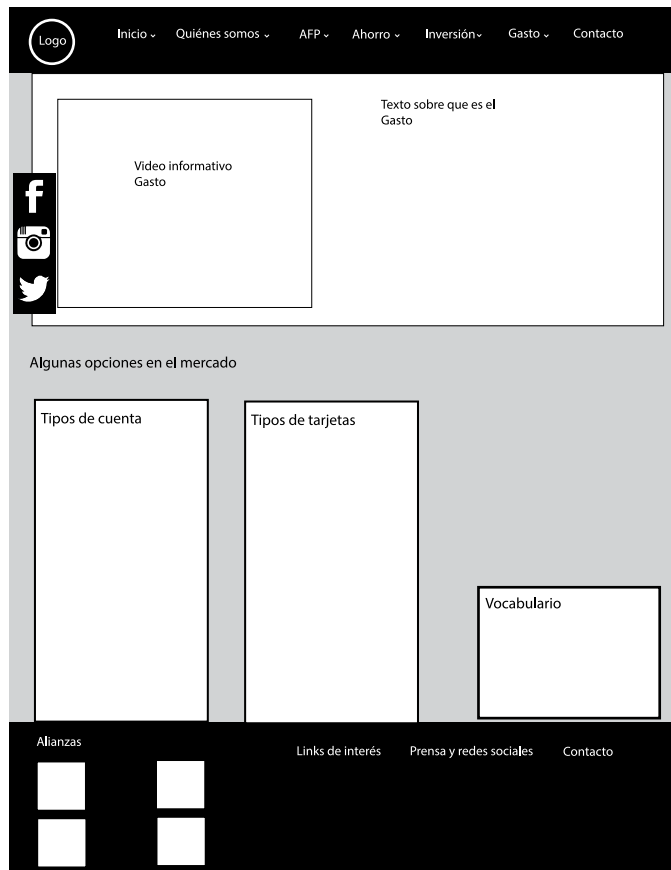 Logo
Inicio
Quiénes somos
AFP
Ahorro
Inversión
Gasto
Contacto
Texto sobre que es el
Gasto
Video informativo
Gasto
Algunas opciones en el mercado
Tipos de cuenta
Tipos de tarjetas
Vocabulario
Alianzas
Links de interés
Prensa y redes sociales
Contacto